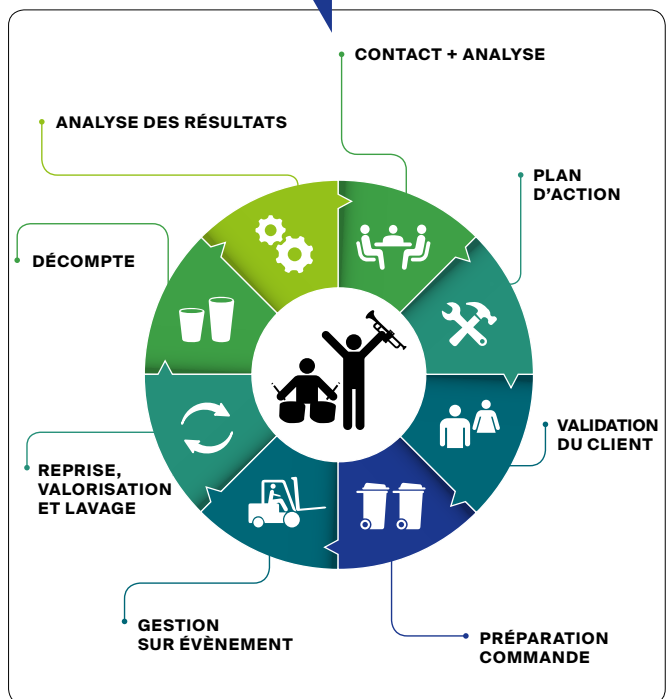 CONTACT + ANALYSE
PLAN
D’ACTION
VALIDATION
DU CLIENT
PRÉPARATION
COMMANDE
GESTION
SUR ÉVÈNEMENT
REPRISE,
VALORISATION
ET LAVAGE
DÉCOMPTE
ANALYSE DES RÉSULTATS